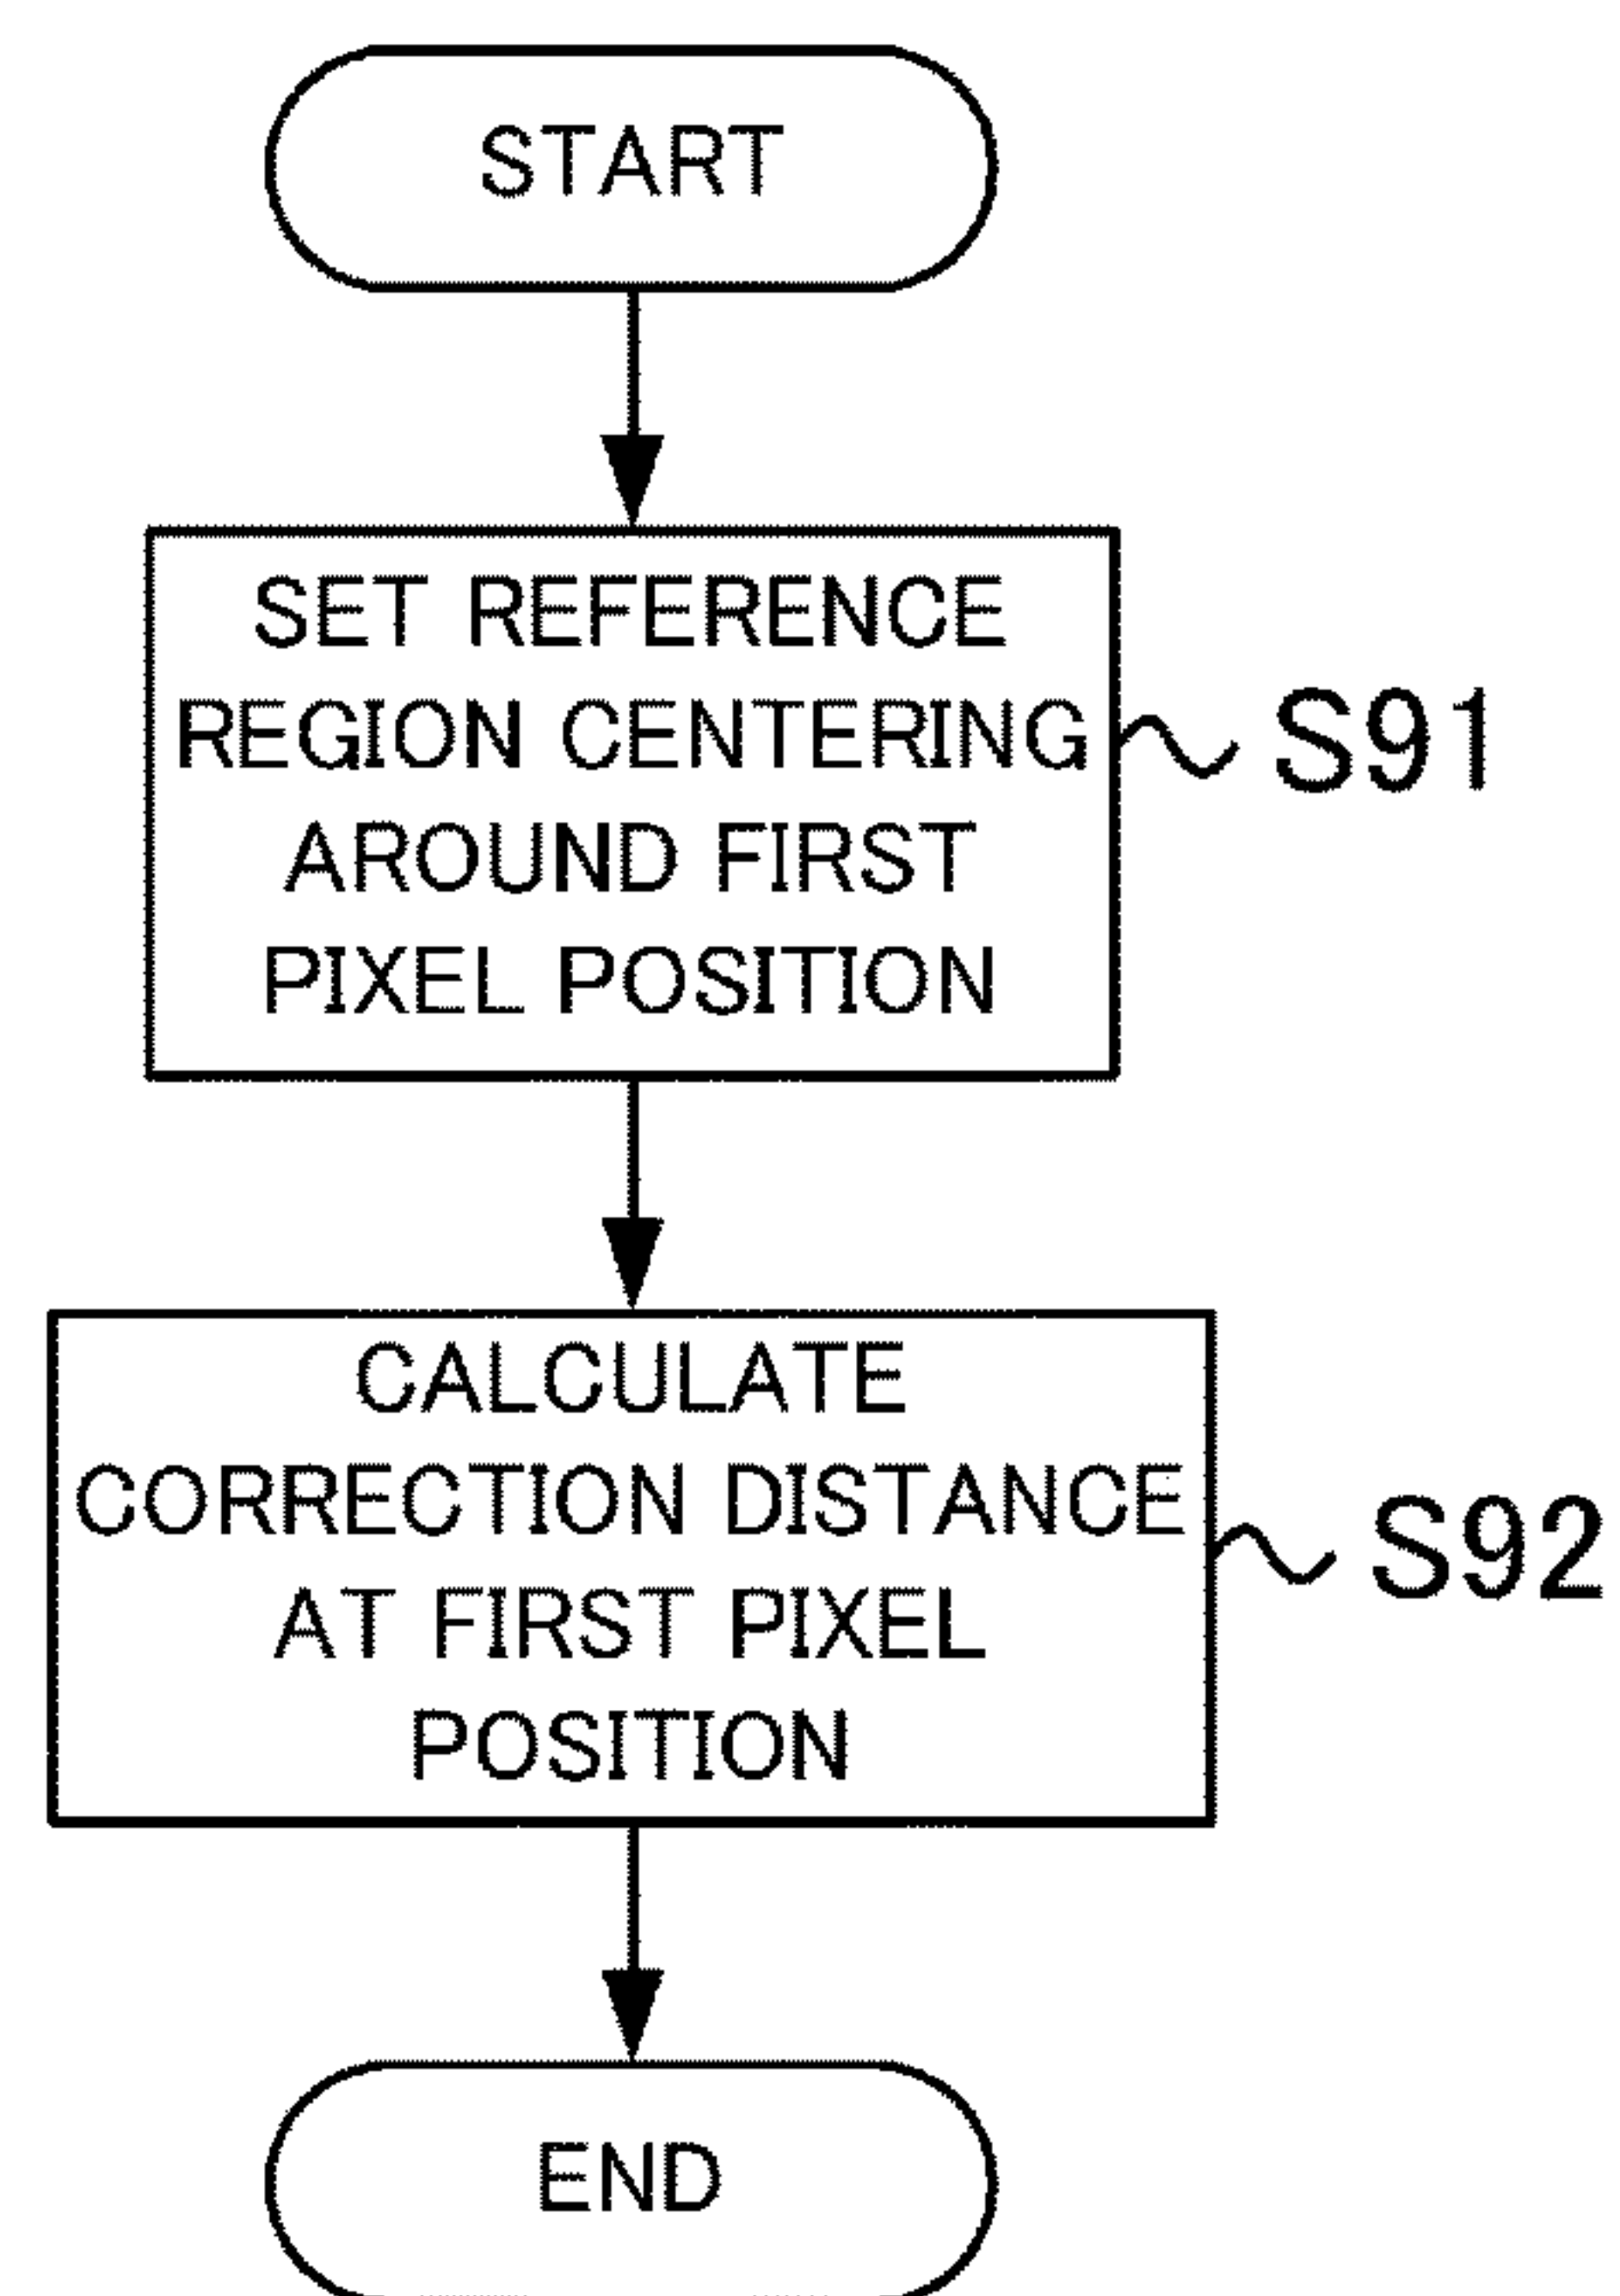 START
SET REFERENCE
REGION CENTERING
AROUND FIRST
PIXEL POSITION
S91
CALCULATE
CORRECTION DISTANCE
AT FIRST PIXEL
POSITION
S92
END